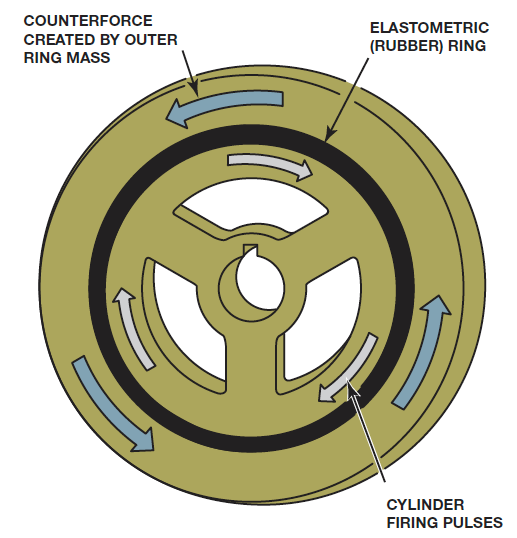 COUNTERFORCE
CREATED BY OUTER
RING MASS
ELASTOMETRIC
(RUBBER) RING
CYLINDER
FIRING PULSES